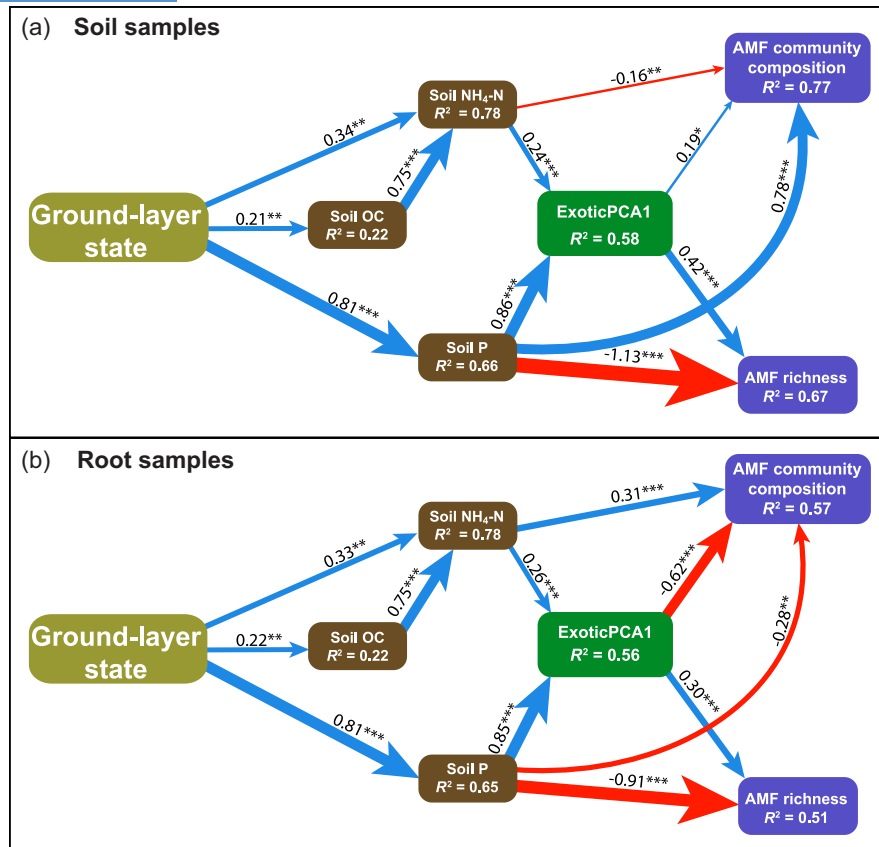 (a) Soil samples
AMF community
composition
R² = 0.77
-0.16**
Soil NH₄-N
R² = 0.78
0.34**
0.24***
0.19*
0.75***
0.78***
Ground-layer
state
0.21**
Soil OC
R² = 0.22
ExoticPCA1
R² = 0.58
0.42***
0.81***
0.86***
Soil P
R² = 0.66
-1.13***
AMF richness
R² = 0.67
(b) Root samples
AMF community
composition
R² = 0.57
0.31***
Soil NH₄-N
R² = 0.78
0.33**
0.26***
-0.62***
0.75***
-0.28**
Ground-layer
state
0.22**
Soil OC
R² = 0.22
ExoticPCA1
R² = 0.56
0.30***
0.81***
0.85***
Soil P
R² = 0.65
-0.91***
AMF richness
R² = 0.51